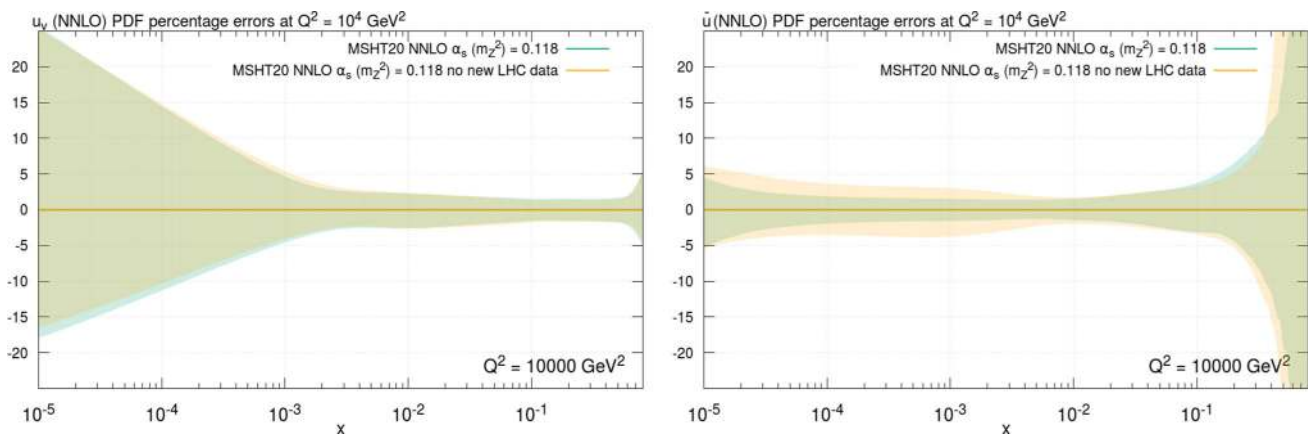 u_v (NNLO) PDF percentage errors at Q² = 10⁴ GeV²
MSHT20 NNLO α_s (m_Z²) = 0.118
MSHT20 NNLO α_s (m_Z²) = 0.118 no new LHC data
20
15
10
5
0
-5
-10
-15
-20
Q² = 10000 GeV²
10⁻⁵ 10⁻⁴ 10⁻³ 10⁻² 10⁻¹
x
ū (NNLO) PDF percentage errors at Q² = 10⁴ GeV²
MSHT20 NNLO α_s (m_Z²) = 0.118
MSHT20 NNLO α_s (m_Z²) = 0.118 no new LHC data
20
15
10
5
0
-5
-10
-15
-20
Q² = 10000 GeV²
10⁻⁵ 10⁻⁴ 10⁻³ 10⁻² 10⁻¹
x